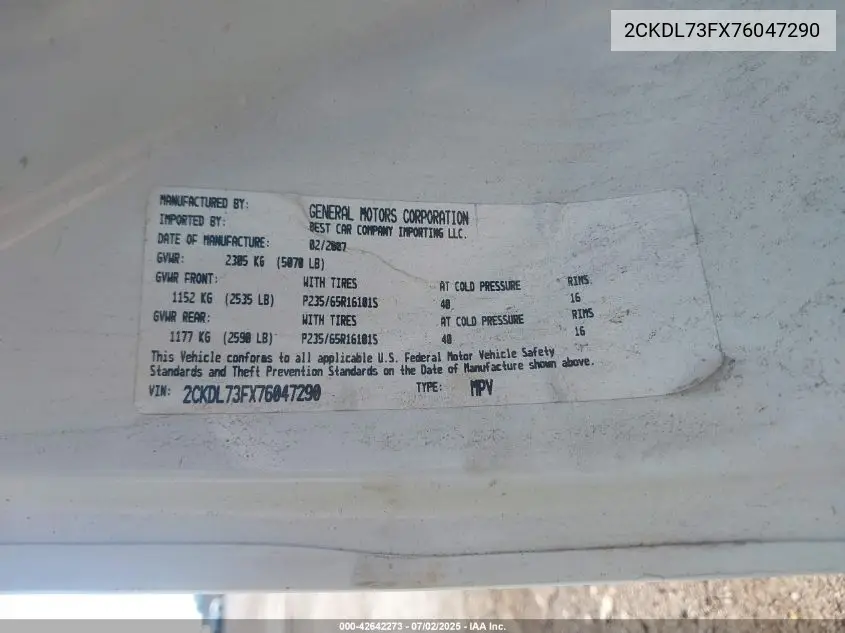 2CKDL73FX76047290
MANUFACTURED BY: GENERAL MOTORS CORPORATION
IMPORTED BY: BEST CAR COMPANY IMPORTING LLC.
DATE OF MANUFACTURE: 02/2007
GVWR: 2305 KG (5070 LB)
GVWR FRONT: WITH TIRES AT COLD PRESSURE RIMS
1152 KG (2535 LB) P235/65R16101S 40 16
GVWR REAR: WITH TIRES AT COLD PRESSURE RIMS
1177 KG (2590 LB) P235/65R16101S 40 16
This Vehicle conforms to all applicable U.S. Federal Motor Vehicle Safety
Standards and Theft Prevention Standards on the Date of Manufacture shown above.
VIN: 2CKDL73FX76047290 TYPE: MPV
000-42642273 - 07/02/2025 - IAA Inc.